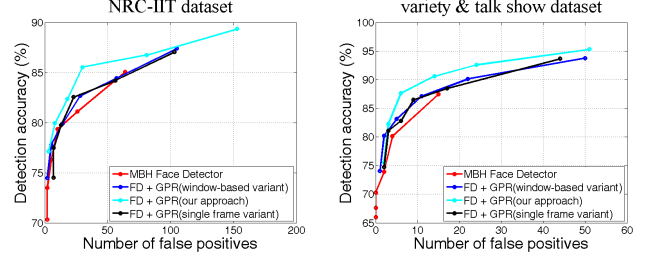 NRC-IIT dataset
Detection accuracy (%)
90
85
80
75
70
MBH Face Detector
FD + GPR(window-based variant)
FD + GPR(our approach)
FD + GPR(single frame variant)
0 50 100 150 200
Number of false positives
variety & talk show dataset
Detection accuracy (%)
100
95
90
85
80
75
70
65
MBH Face Detector
FD + GPR(window-based variant)
FD + GPR(our approach)
FD + GPR(single frame variant)
0 10 20 30 40 50 60
Number of false positives